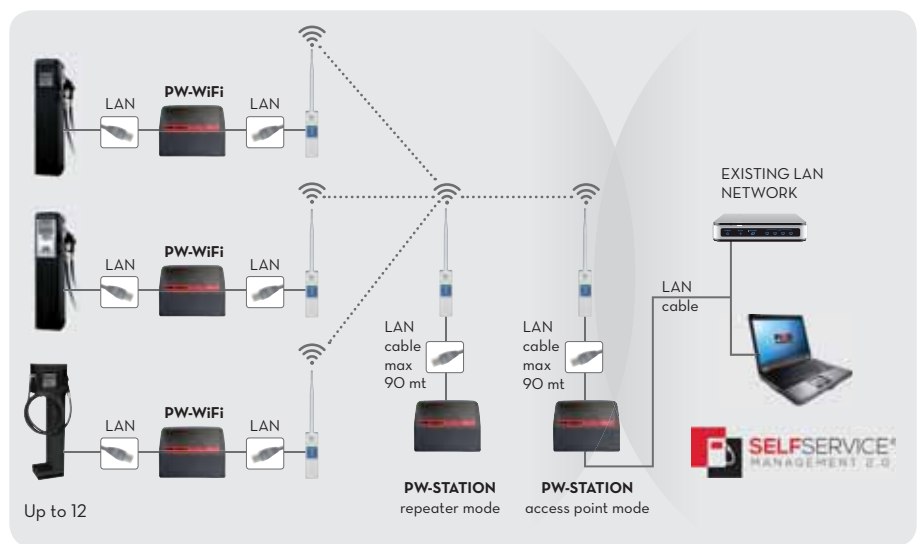 PW-WiFi
LAN
LAN
PW-WiFi
LAN
LAN
PW-WiFi
LAN
LAN
Up to 12
LAN
cable
max
90 mt
PW-STATION
repeater mode
LAN
cable
max
90 mt
PW-STATION
access point mode
EXISTING LAN
NETWORK
LAN
cable
SELFSERVICE®
MANAGEMENT 2.0